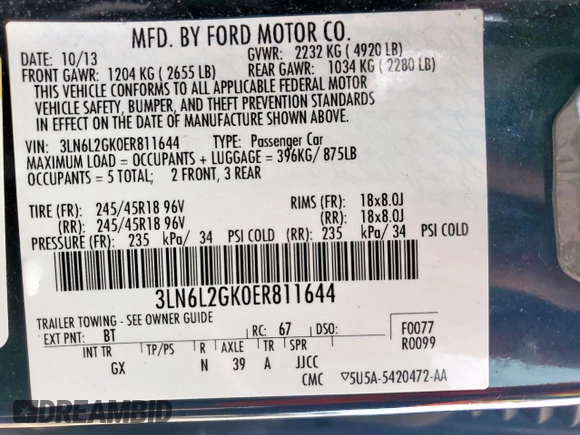 MFD. BY FORD MOTOR CO.
DATE: 10/13 GVWR: 2232 KG ( 4920 LB)
FRONT GAWR: 1204 KG ( 2655 LB) REAR GAWR: 1034 KG ( 2280 LB)
THIS VEHICLE CONFORMS TO ALL APPLICABLE FEDERAL MOTOR
VEHICLE SAFETY, BUMPER, AND THEFT PREVENTION STANDARDS
IN EFFECT ON THE DATE OF MANUFACTURE SHOWN ABOVE.
VIN: 3LN6L2GK0ER811644 TYPE: Passenger Car
MAXIMUM LOAD = OCCUPANTS + LUGGAGE = 396KG/ 875LB
OCCUPANTS = 5 TOTAL; 2 FRONT, 3 REAR
TIRE (FR): 245/45R18 96V RIMS (FR): 18x8.0J
(RR): 245/45R18 96V (RR): 18x8.0J
PRESSURE (FR): 235 kPa/ 34 PSI COLD (RR): 235 kPa/ 34 PSI COLD
3LN6L2GK0ER811644
TRAILER TOWING - SEE OWNER GUIDE
EXT PNT: BT RC: 67 DSO: F0077
INT TR TP/PS R AXLE TR SPR R0099
GX N 39 A JJCC
CMC ▽5U5A-5420472-AA
DREAMBID